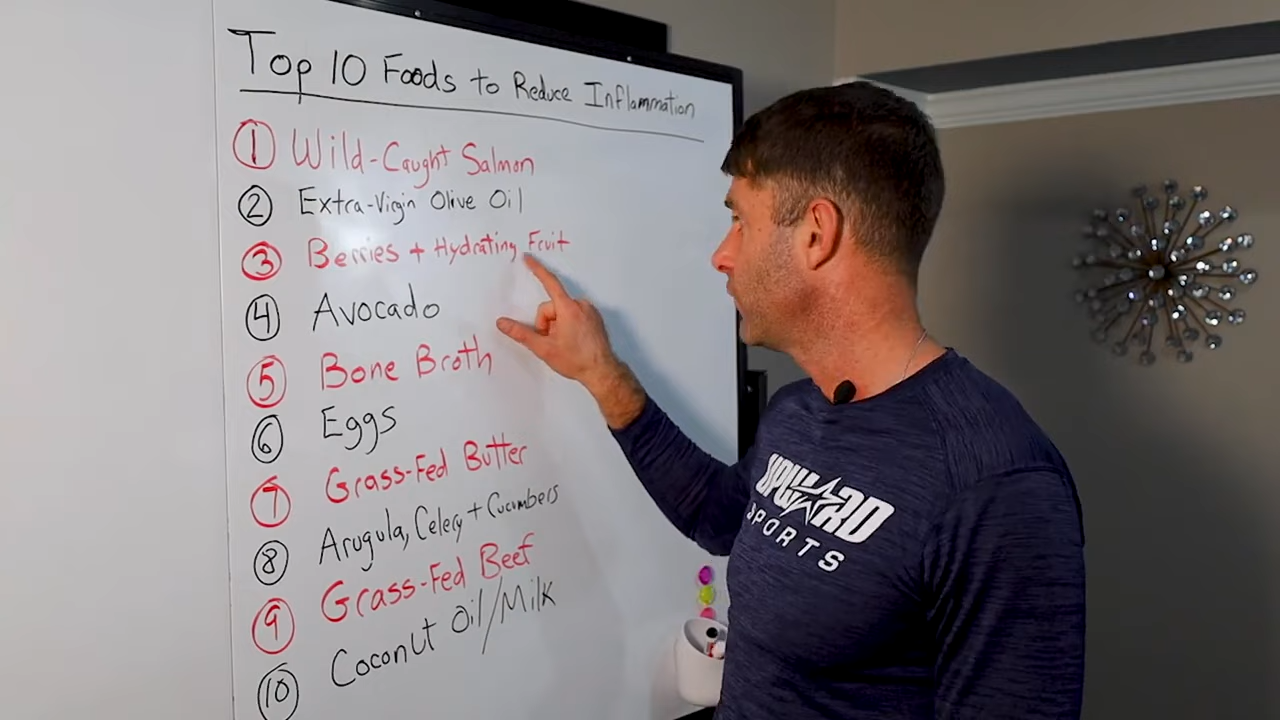 Top 10 Foods to Reduce Inflammation
1 Wild-Caught Salmon
2 Extra-Virgin Olive Oil
3 Berries + Hydrating Fruit
4 Avocado
5 Bone Broth
6 Eggs
7 Grass-Fed Butter
8 Arugula, Celery + Cucumbers
9 Grass-Fed Beef
10 Coconut Oil/Milk
UPWARD
SPORTS